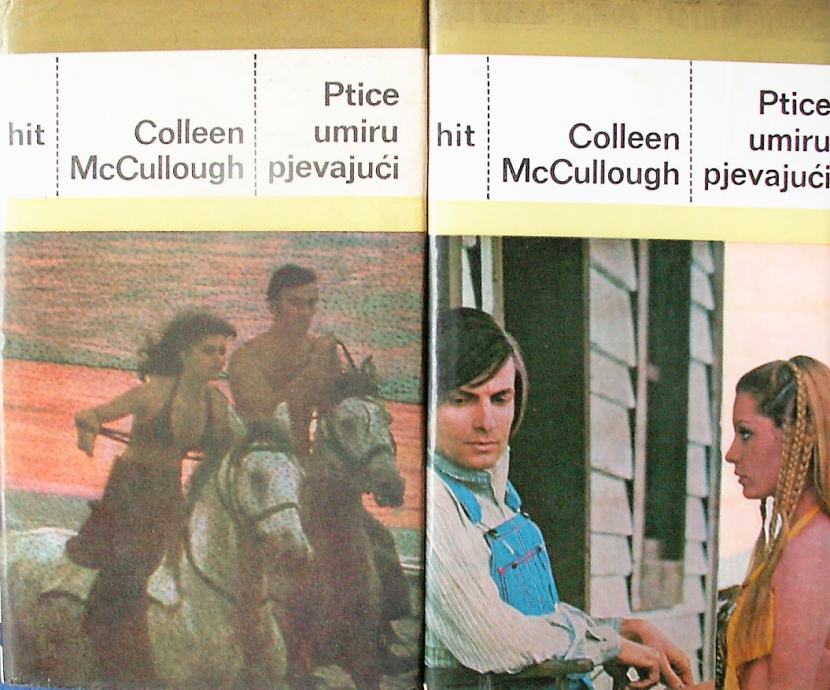 hit
Colleen
McCullough
Ptice
umiru
pjevajući
hit
Colleen
McCullough
Ptice
umiru
pjevajući